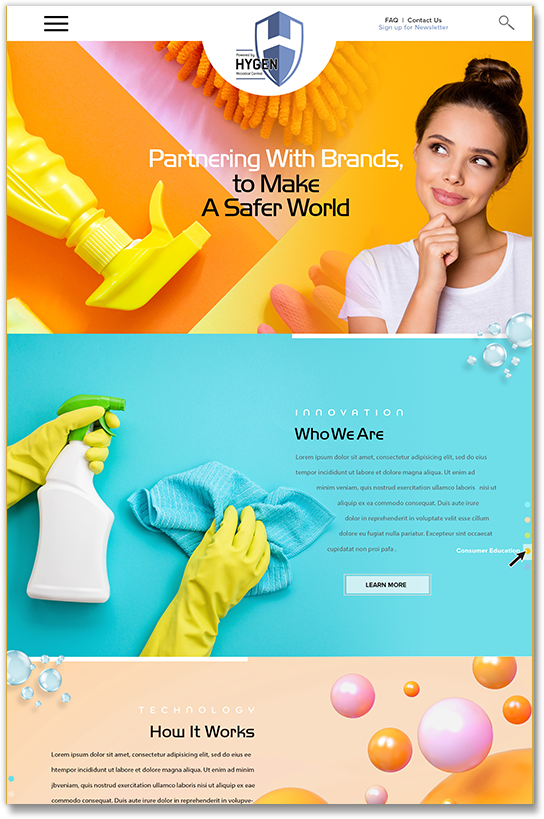 FAQ | Contact Us
Sign up for Newsletter
Powered by
HYGEN
Microbial Control
Partnering With Brands,
to Make
A Safer World
INNOVATION
Who We Are
Lorem ipsum dolor sit amet, consectetur adipisicing elit, sed do eius
tempor incididunt ut labore et dolore magna aliqua. Ut enim ad
minim veniam, quis nostrud exercitation ullamco laboris nisi ut
aliquip ex ea commodo consequat. Duis aute irure
dolor in reprehenderit in voluptate velit esse cillum
dolore eu fugiat nulla pariatur. Excepteur sint occaecat
cupidatat non proi pafa .
Consumer Education
LEARN MORE
TECHNOLOGY
How It Works
Lorem ipsum dolor sit amet, consectetur adipisicing elit, sed do eius
tempor incididunt ut labore et dolore magna aliqua. Ut enim ad
minim veniam, quis nostrud exercitation ullamco laboris nisi ut
aliquip ex ea commodo consequat. Duis aute irure
dolor in reprehenderit in volupve-